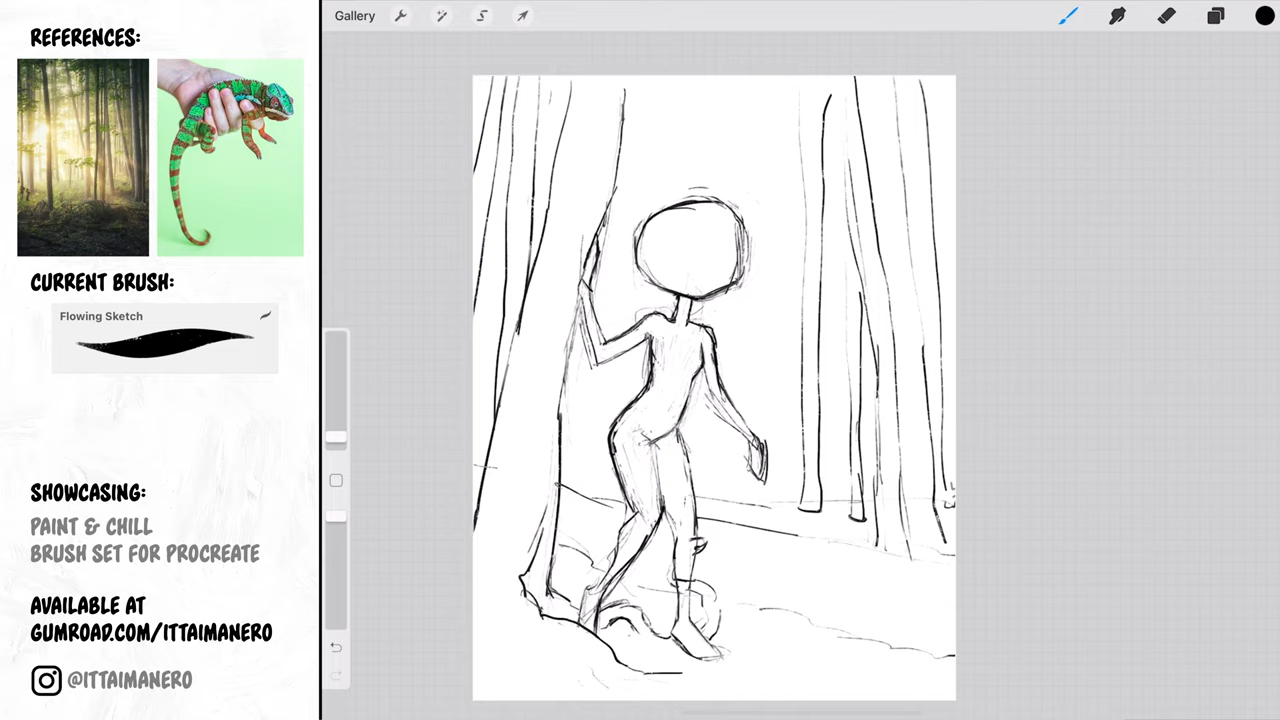 REFERENCES:
CURRENT BRUSH:
Flowing Sketch
SHOWCASING:
PAINT & CHILL
BRUSH SET FOR PROCREATE
AVAILABLE AT
GUMROAD.COM/ITTAIMANERO
@ITTAIMANERO
Gallery